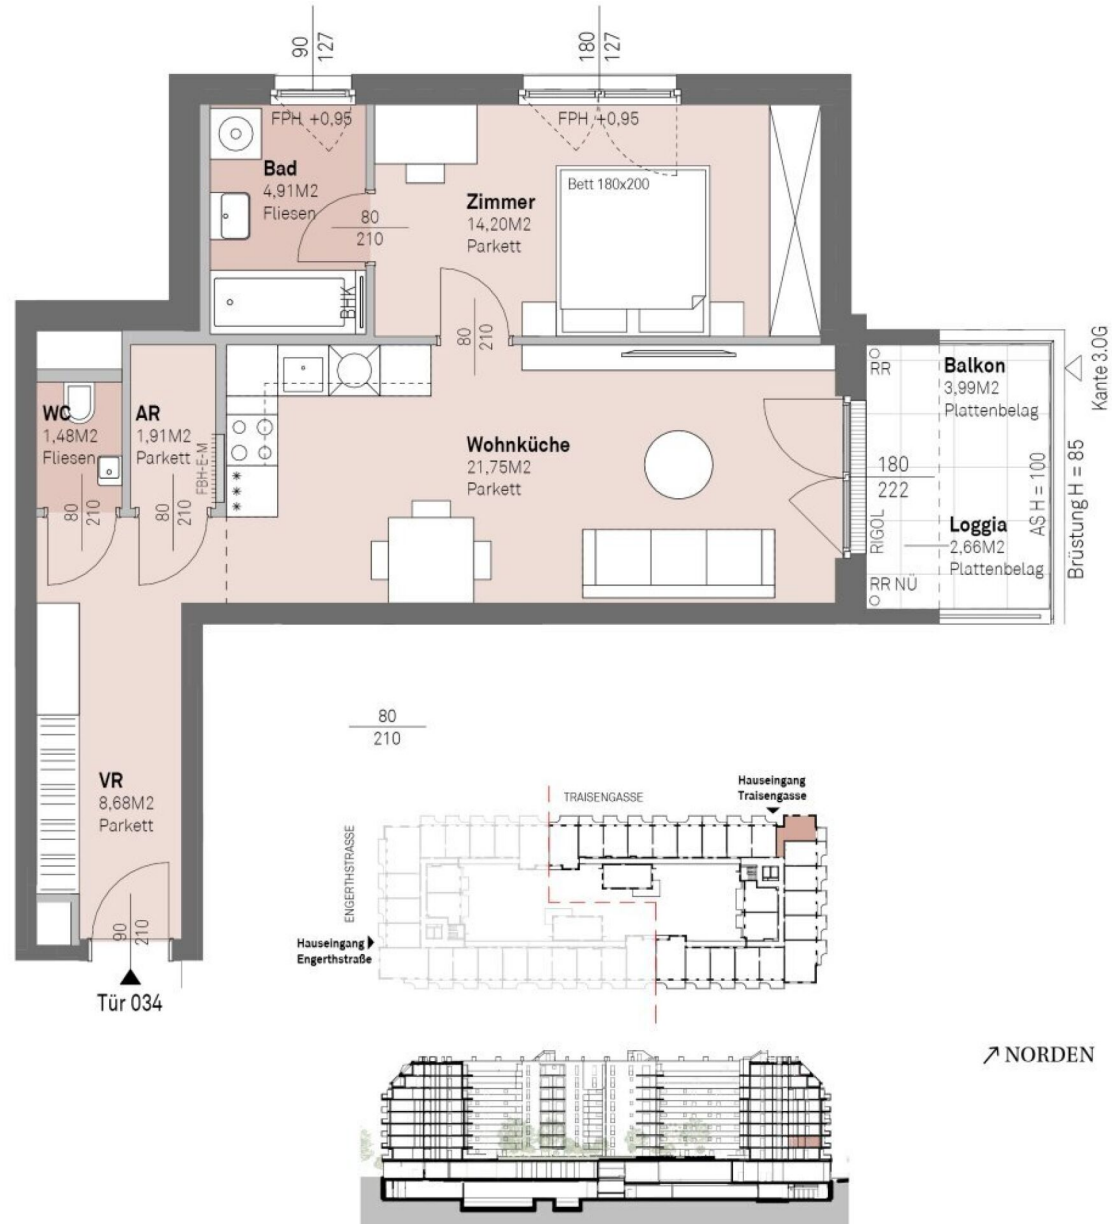 90
127
180
127
FPH +0,95
FPH +0,95
Bad
4,91M2
Fliesen
80
210
BHK
Zimmer
14,20M2
Parkett
Bett 180x200
80
210
WC
1,48M2
Fliesen
80
210
AR
1,91M2
Parkett
FBH-E-M
80
210
Wohnküche
21,75M2
Parkett
180
222
RIGOL
RR
Balkon
3,99M2
Plattenbelag
Loggia
2,66M2
Plattenbelag
RR NÜ
AS H = 100
Brüstung H = 85
Kante 3.OG
VR
8,68M2
Parkett
90
210
Tür 034
80
210
TRAISENGASSE
Hauseingang
Traisengasse
ENGERTHSTRASSE
Hauseingang
Engerthstraße
NORDEN